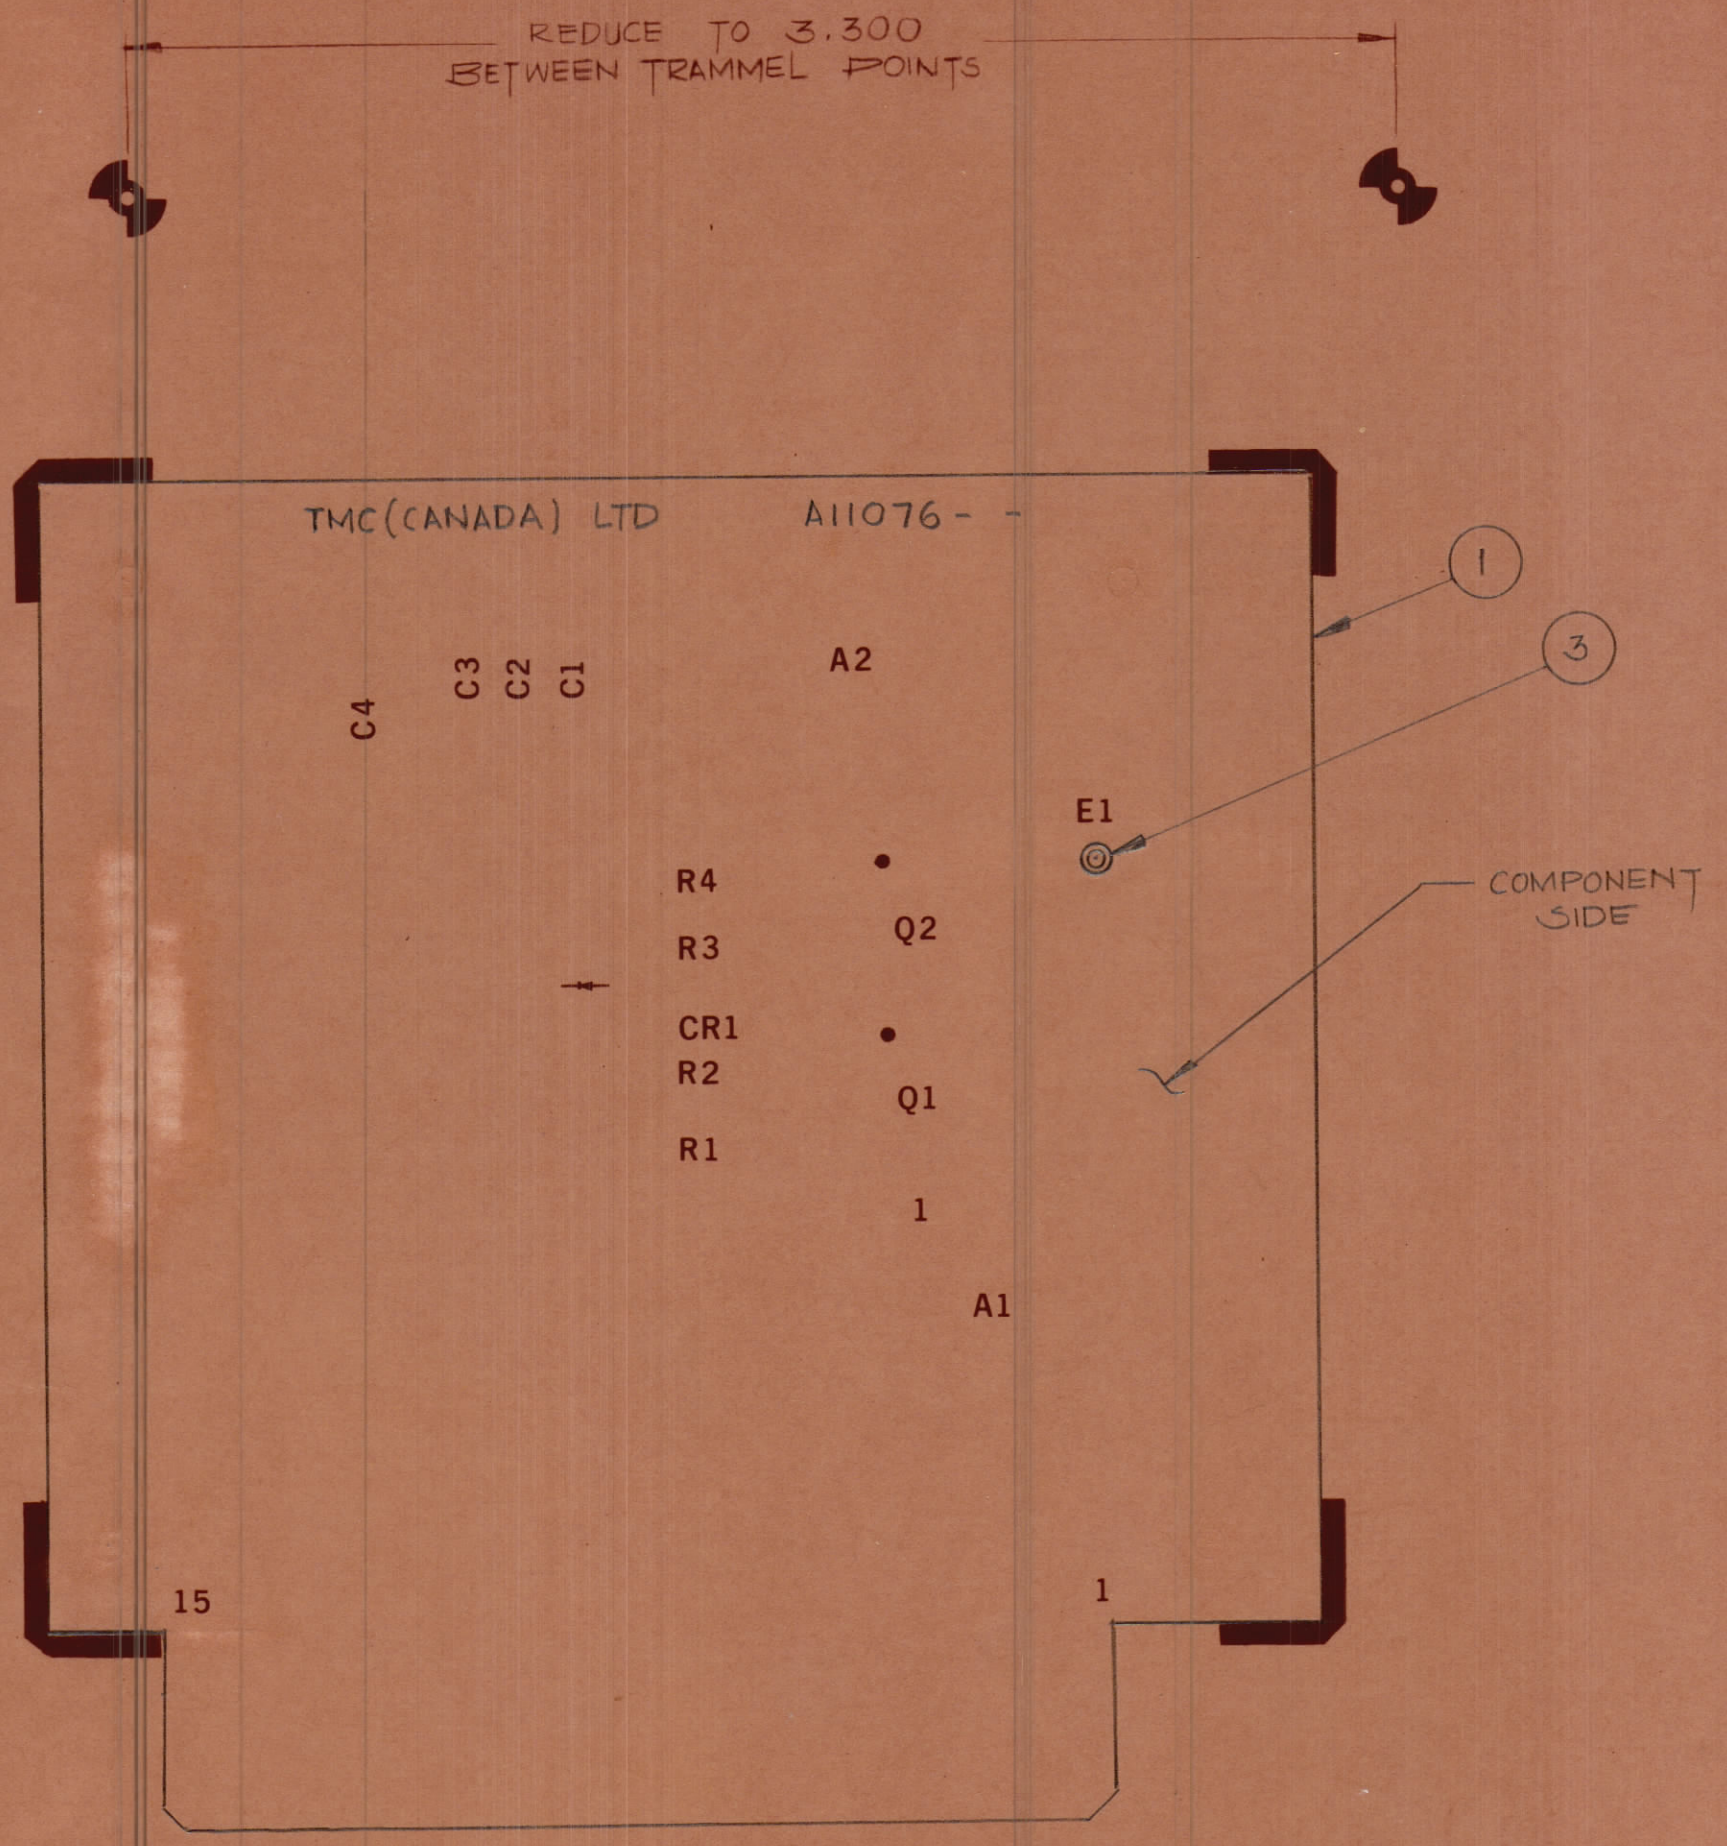 REDUCE TO 3.300
BETWEEN TRAMMEL POINTS
TMC(CANADA) LTD A11076- -
1
3
A2
C3
C2
C1
C4
E1
R4
COMPONENT
SIDE
Q2
R3
CR1
R2
Q1
R1
1
A1
15
1